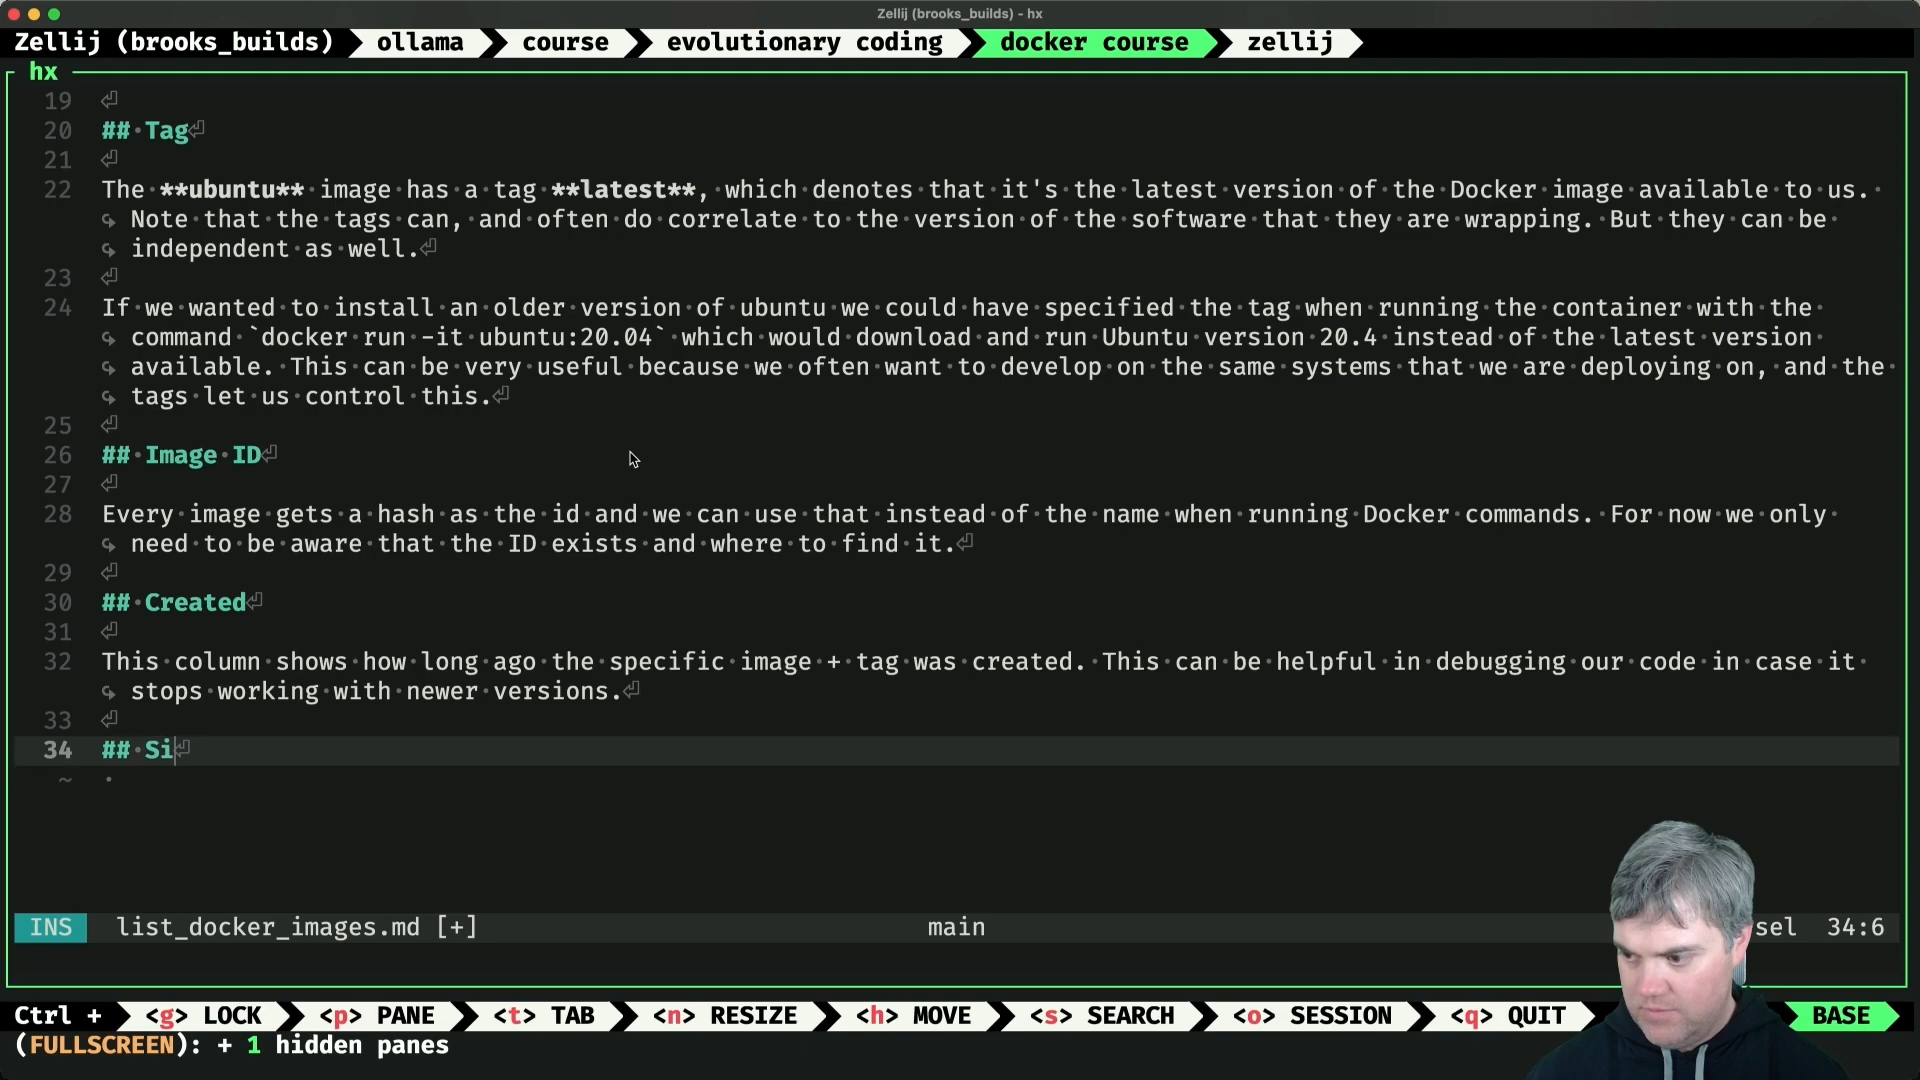 Zellij (brooks_builds) - hx
Zellij (brooks_builds) ollama course evolutionary coding docker course zellij
hx
19
20 ## Tag
21
22 The **ubuntu** image has a tag **latest**, which denotes that it's the latest version of the Docker image available to us.
Note that the tags can, and often do correlate to the version of the software that they are wrapping. But they can be
independent as well.
23
24 If we wanted to install an older version of ubuntu we could have specified the tag when running the container with the
command `docker run -it ubuntu:20.04` which would download and run Ubuntu version 20.4 instead of the latest version
available. This can be very useful because we often want to develop on the same systems that we are deploying on, and the
tags let us control this.
25
26 ## Image ID
27
28 Every image gets a hash as the id and we can use that instead of the name when running Docker commands. For now we only
need to be aware that the ID exists and where to find it.
29
30 ## Created
31
32 This column shows how long ago the specific image + tag was created. This can be helpful in debugging our code in case it
stops working with newer versions.
33
34 ## Si
~
INS list_docker_images.md [+] main sel 34:6
Ctrl + <g> LOCK <p> PANE <t> TAB <n> RESIZE <h> MOVE <s> SEARCH <o> SESSION <q> QUIT BASE
(FULLSCREEN): + 1 hidden panes